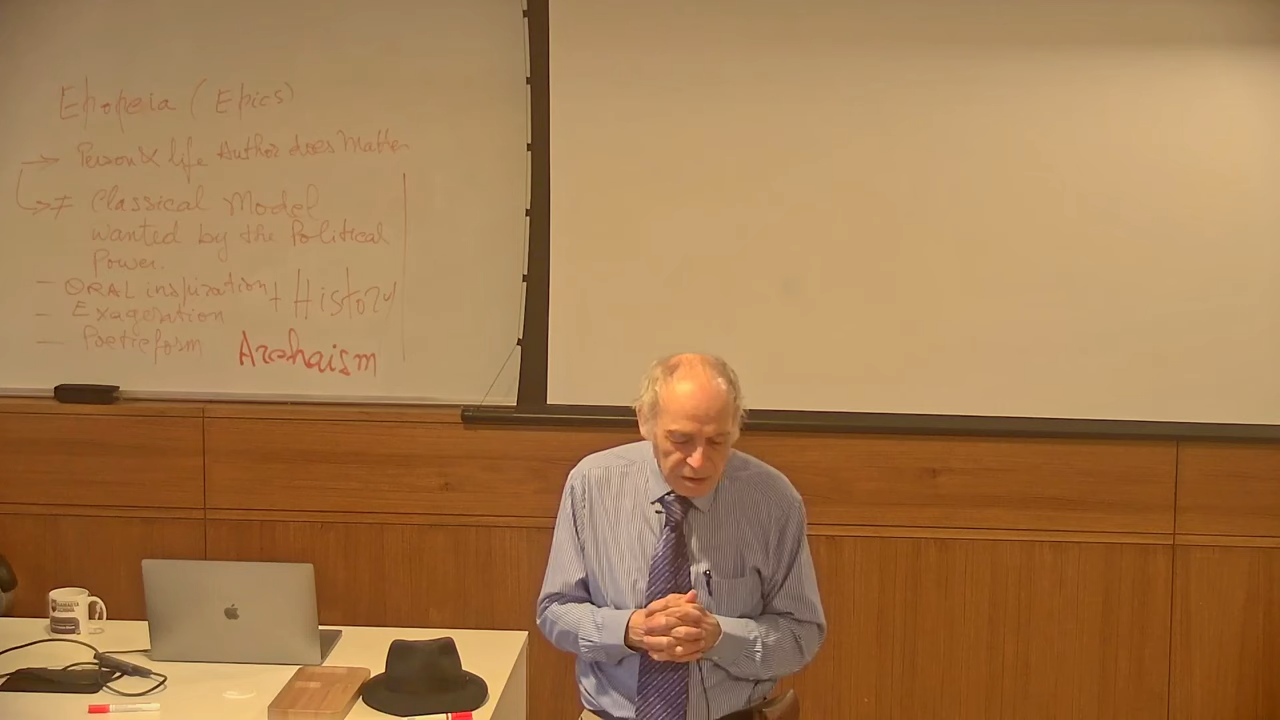 Epopeia (Epics)
→ Person & life Author does Matter
→ ≠ Classical Model
wanted by the Political
Power.
- ORAL inspiration + History
- Exageration
- Poetic form Archaism